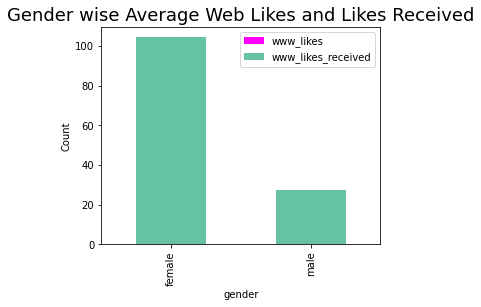 Gender wise Average Web Likes and Likes Received
www_likes
www_likes_received
100
80
60
40
20
0
Count
female
male
gender